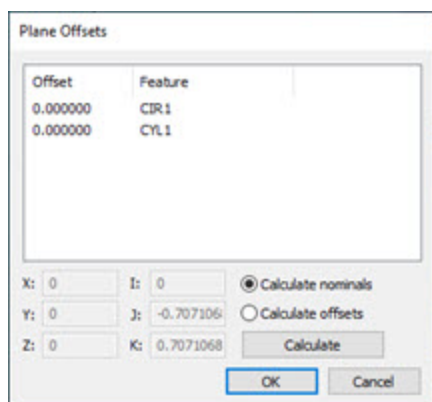 Plane Offsets
Offset Feature
0.000000 CIR1
0.000000 CYL1
X: 0 I: 0 Calculate nominals
Y: 0 J: -0.707106 Calculate offsets
Z: 0 K: 0.7071068 Calculate
OK Cancel